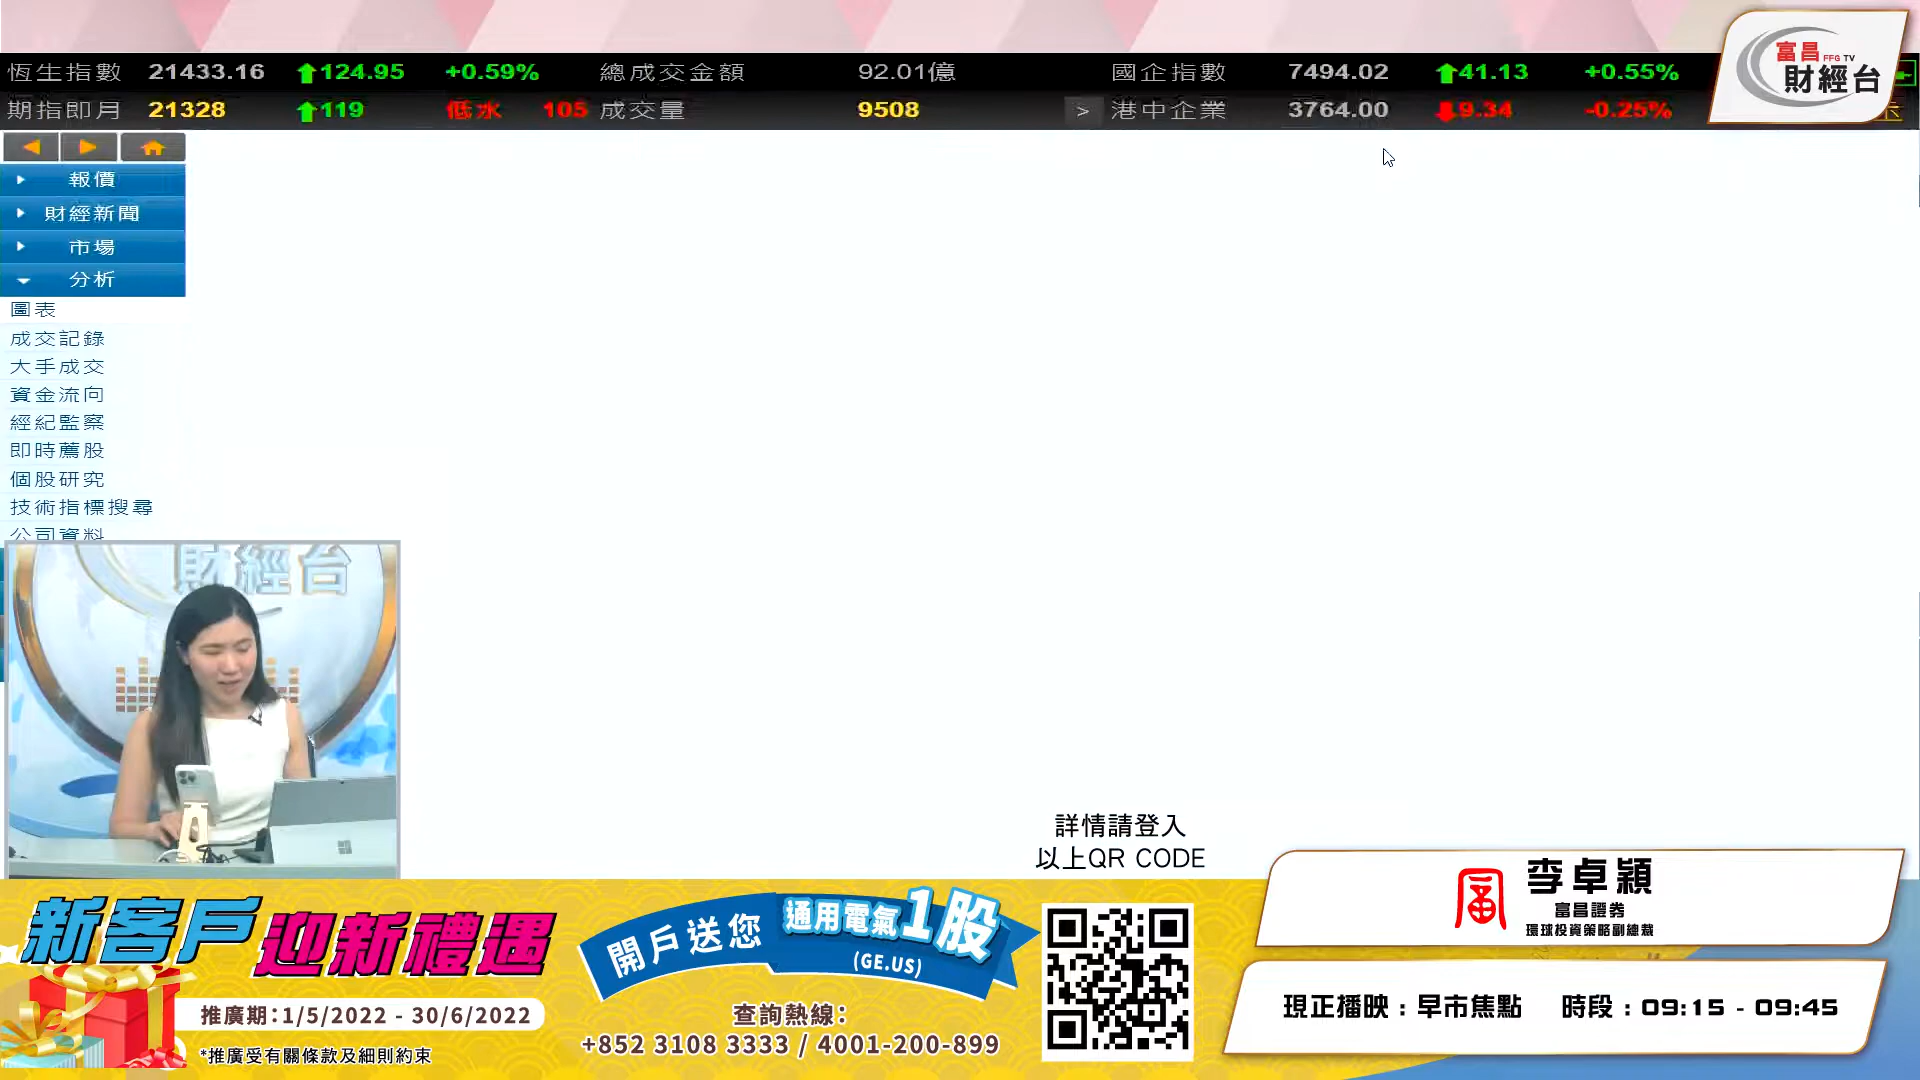 恆生指數 21433.16 124.95 +0.59% 總成交金額 92.01億 國企指數 7494.02 41.13 +0.55%
期指即月 21328 119 低水 105 成交量 9508 > 港中企業 3764.00 9.34 -0.25%
富昌 FFG TV
財經台
報價
財經新聞
市場
分析
圖表
成交記錄
大手成交
資金流向
經紀監察
即時薦股
個股研究
技術指標搜尋
公司資料
財經台
詳情請登入
以上QR CODE
新客戶迎新禮遇
推廣期:1/5/2022 - 30/6/2022
*推廣受有關條款及細則約束
開戶送您 通用電氣1股
(GE.US)
查詢熱線:
+852 3108 3333 / 4001-200-899
李卓穎
富昌證券
環球投資策略副總裁
現正播映：早市焦點 時段：09:15 - 09:45